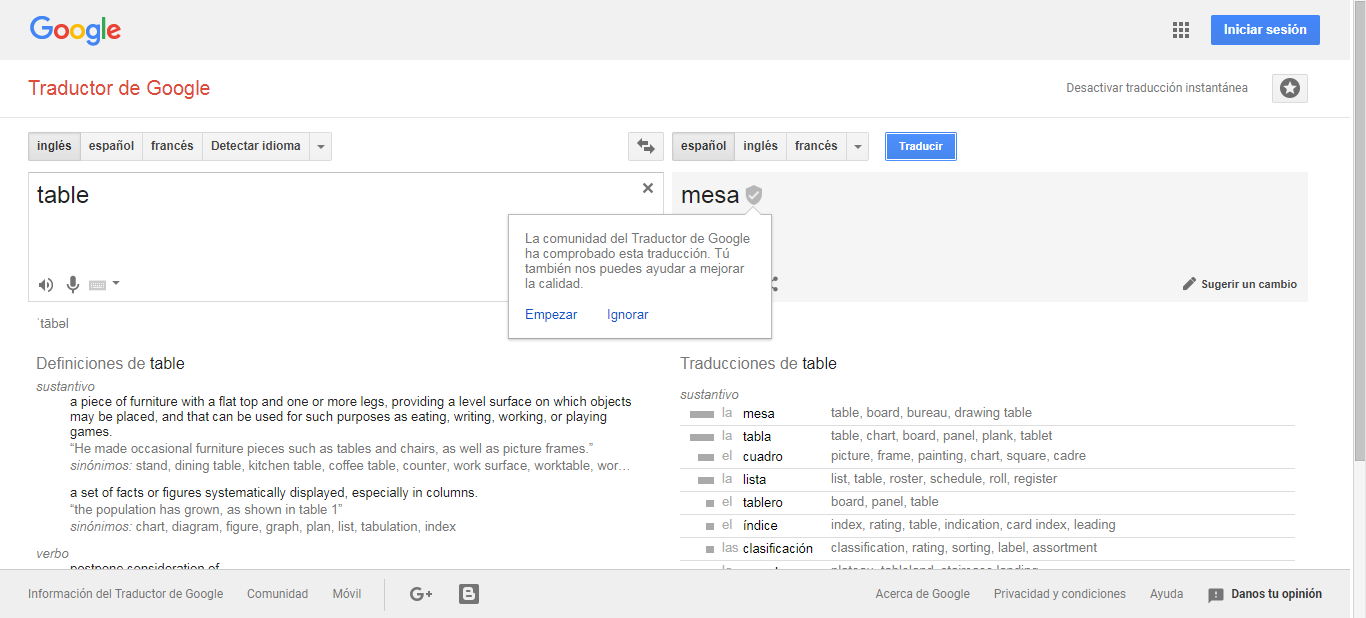 Google
Iniciar sesión
Traductor de Google
Desactivar traducción instantánea
inglés español francés Detectar idioma
español inglés francés Traducir
table
mesa
La comunidad del Traductor de Google
ha comprobado esta traducción. Tú
también nos puedes ayudar a mejorar
la calidad.
Empezar Ignorar
Sugerir un cambio
ˈtābəl
Definiciones de table
sustantivo
a piece of furniture with a flat top and one or more legs, providing a level surface on which objects
may be placed, and that can be used for such purposes as eating, writing, working, or playing
games.
“He made occasional furniture pieces such as tables and chairs, as well as picture frames.”
sinónimos: stand, dining table, kitchen table, coffee table, counter, work surface, worktable, wor…
a set of facts or figures systematically displayed, especially in columns.
“the population has grown, as shown in table 1”
sinónimos: chart, diagram, figure, graph, plan, list, tabulation, index
verbo
postpone consideration of
Traducciones de table
sustantivo
la mesa table, board, bureau, drawing table
la tabla table, chart, board, panel, plank, tablet
el cuadro picture, frame, painting, chart, square, cadre
la lista list, table, roster, schedule, roll, register
el tablero board, panel, table
el índice index, rating, table, indication, card index, leading
las clasificación classification, rating, sorting, label, assortment
Información del Traductor de Google Comunidad Móvil G+ B
Acerca de Google Privacidad y condiciones Ayuda Danos tu opinión